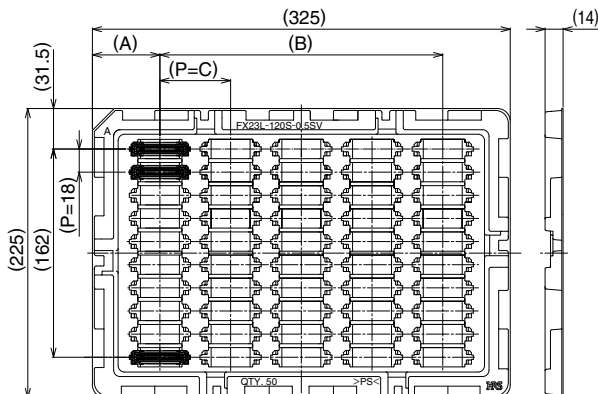 (325)
(14)
(A)
(B)
(31.5)
(P=C)
A
FX23L-120S-0.5SV
(P=18)
(162)
(225)
QTY. 50
>PS<
HRS